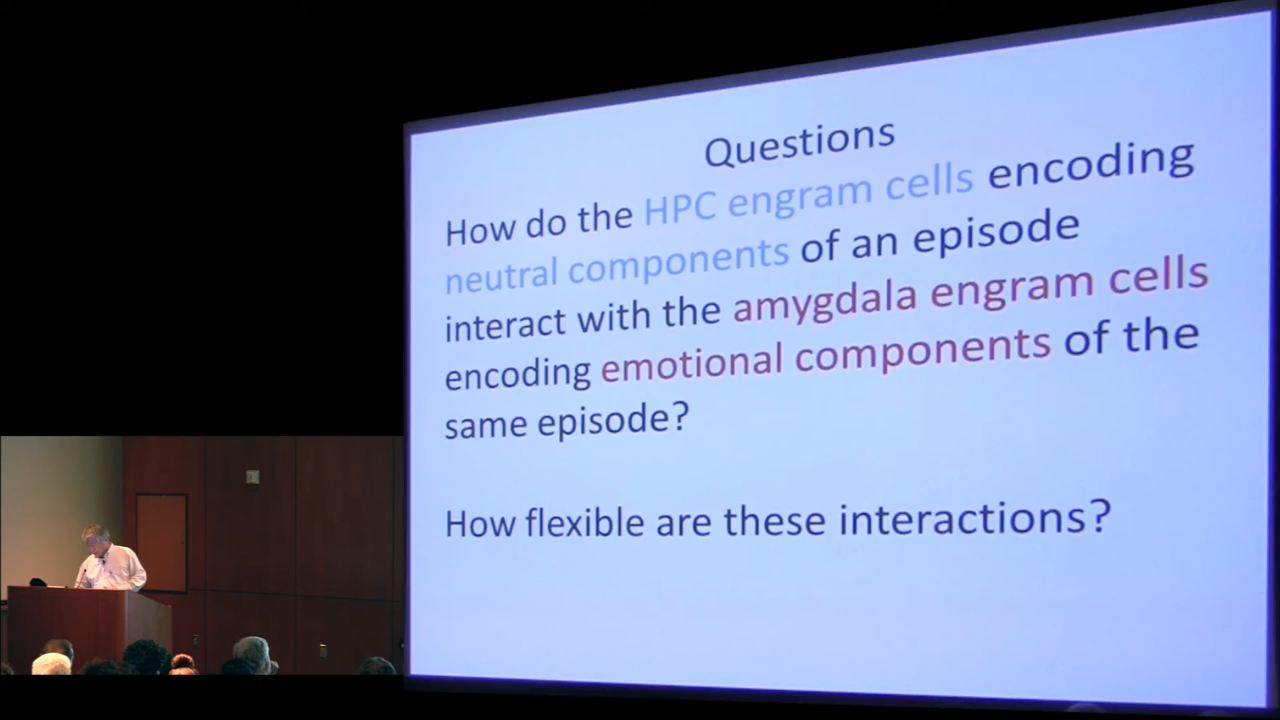 Questions
How do the HPC engram cells encoding
neutral components of an episode
interact with the amygdala engram cells
encoding emotional components of the
same episode?
How flexible are these interactions?